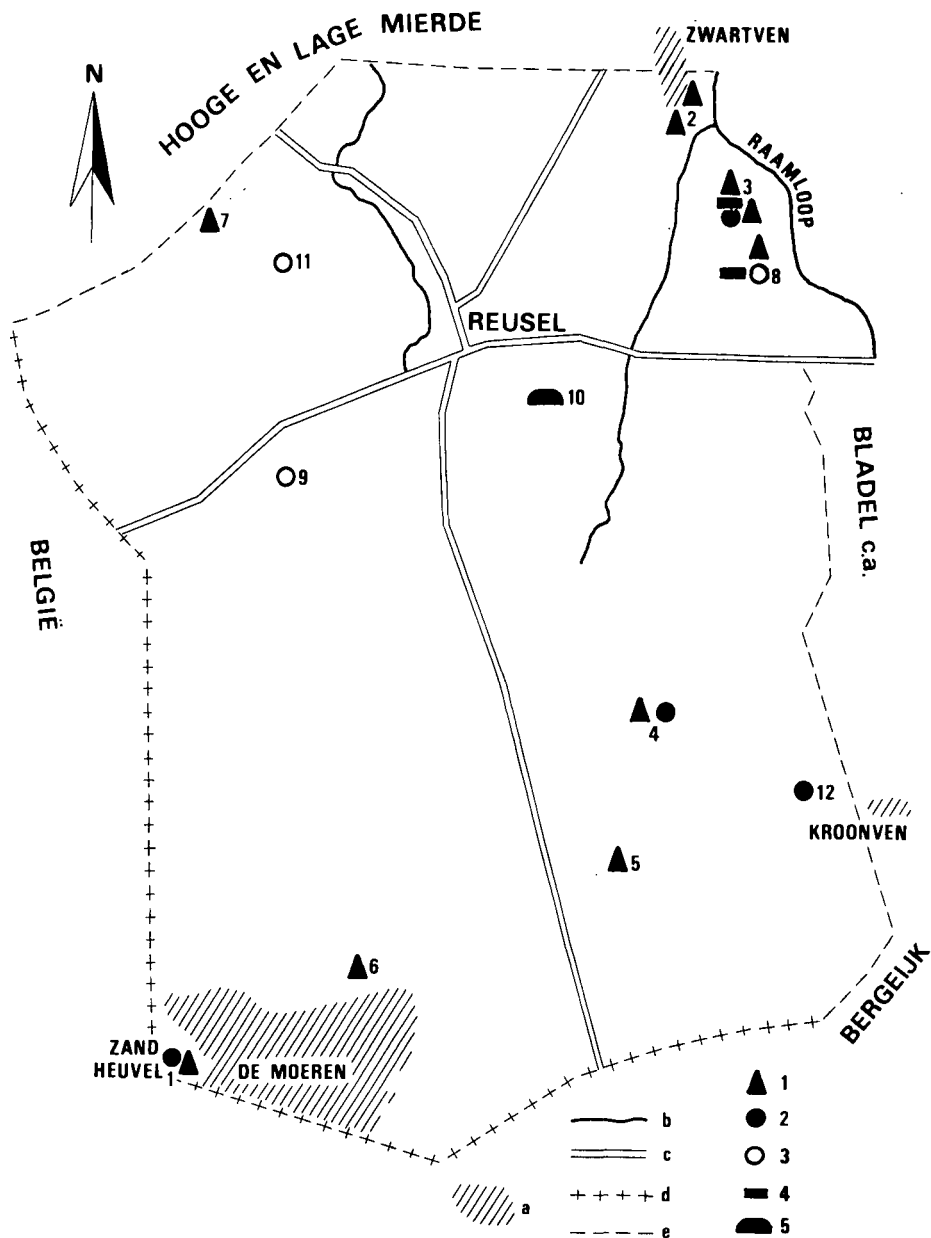 HOOGE EN LAGE MIERDE
ZWARTVEN
N
2
RAAMLOOP
3
7
11
8
REUSEL
10
9
BLADEL c.a.
BELGIË
4
12
KROONVEN
5
6
BERGEIJK
ZAND
HEUVEL
1
DE MOEREN
1
b
2
c
3
d
4
a
e
5